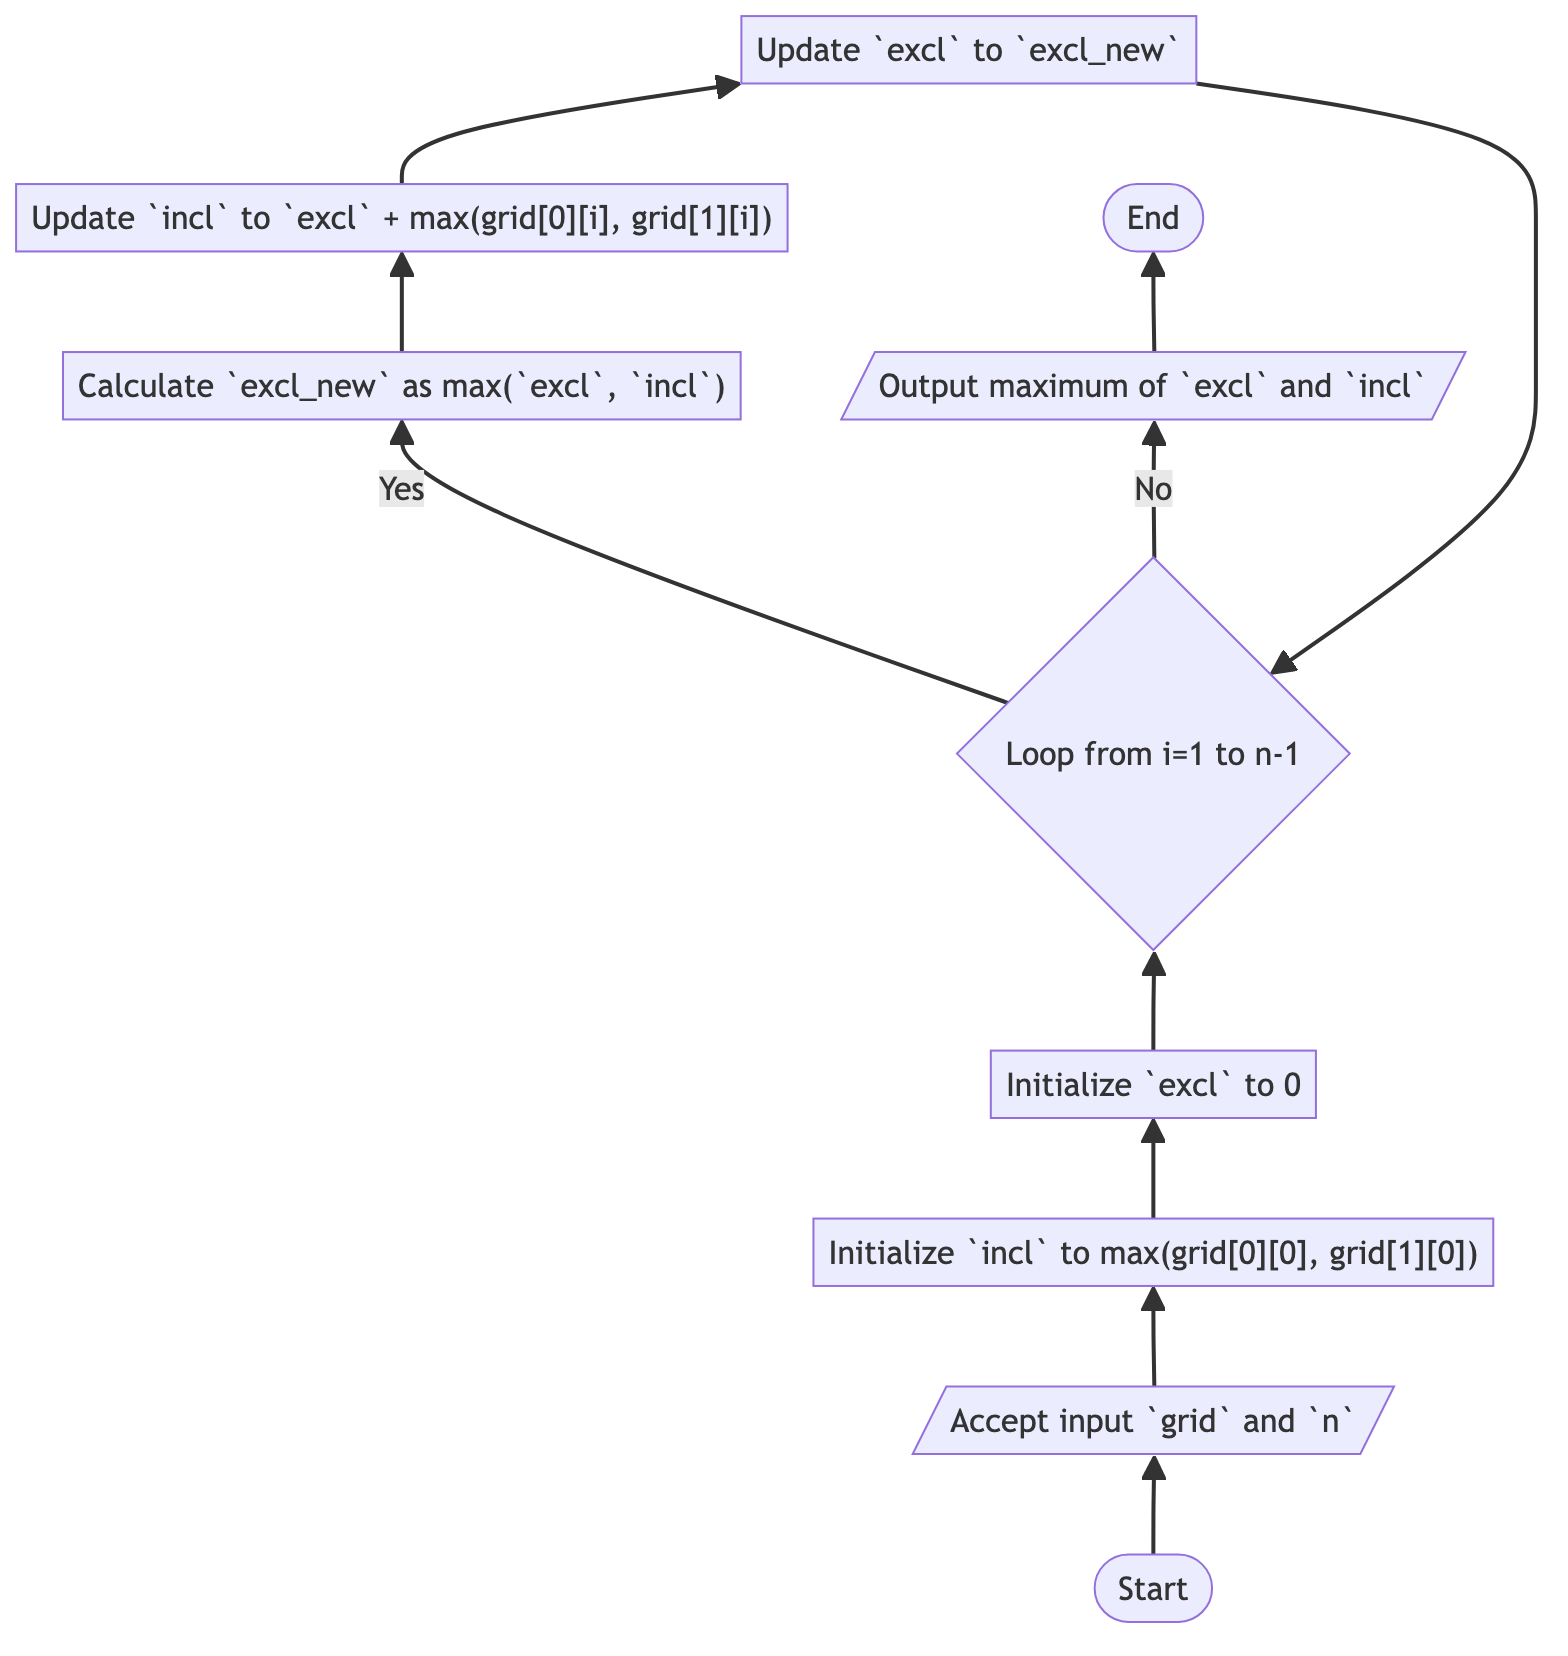 Update `excl` to `excl_new`
Update `incl` to `excl` + max(grid[0][i], grid[1][i])
End
Calculate `excl_new` as max(`excl`, `incl`)
Output maximum of `excl` and `incl`
Yes
No
Loop from i=1 to n-1
Initialize `excl` to 0
Initialize `incl` to max(grid[0][0], grid[1][0])
Accept input `grid` and `n`
Start